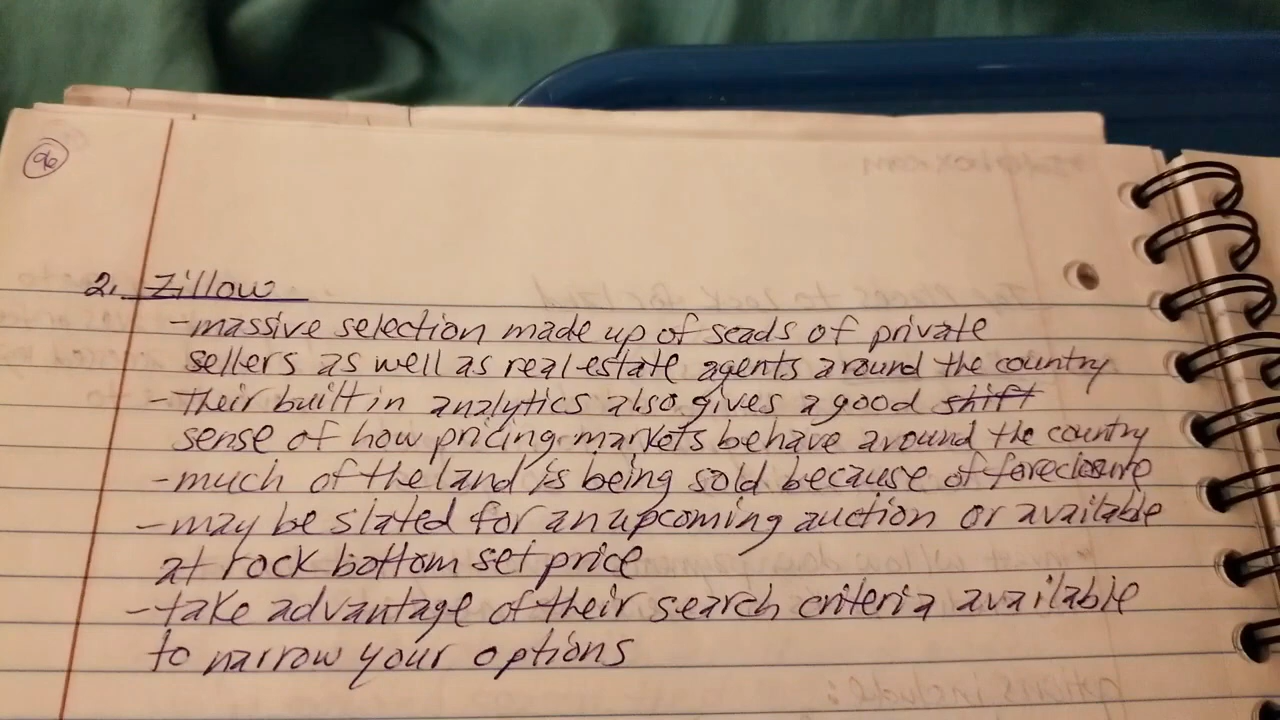 2. Zillow
- massive selection made up of scads of private
sellers as well as real estate agents around the country
- their built in analytics also gives a good shift
sense of how pricing markets behave around the country
- much of the land is being sold because of foreclosure
- may be slated for an upcoming auction or available
at rock bottom set price
- take advantage of their search criteria available
to narrow your options